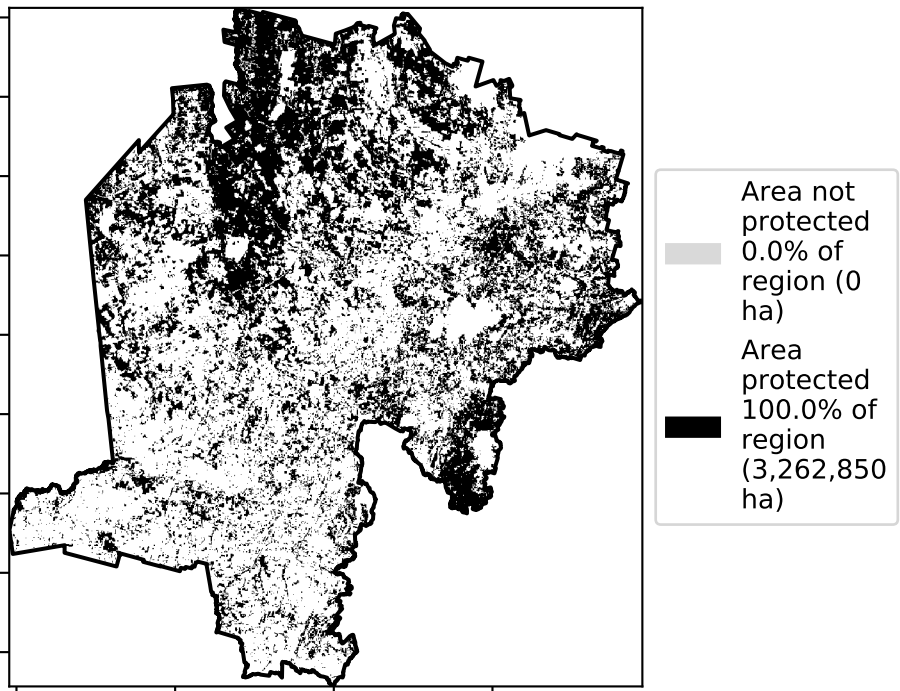 Area not
protected
0.0% of
region (0
ha)
Area
protected
100.0% of
region
(3,262,850
ha)